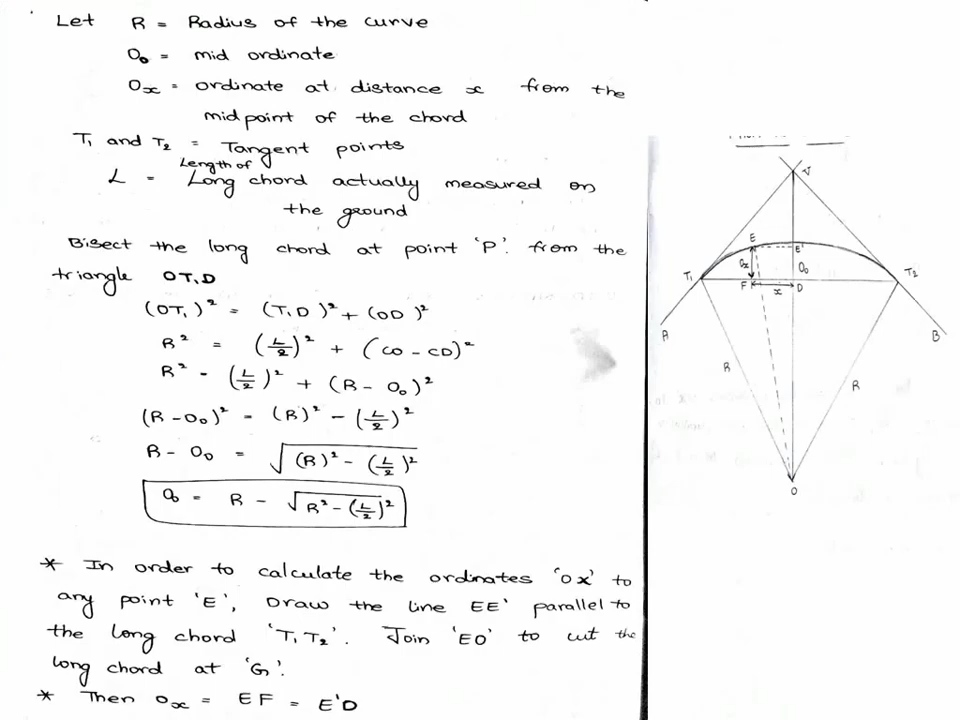 Let R = Radius of the curve
O₀ = mid ordinate
Ox = ordinate at distance x from the
midpoint of the chord
T₁ and T₂ = Tangent points
Length of
L = Long chord actually measured on
the ground
Bisect the long chord at point 'P'. from the
triangle OT₁D
(OT₁)² = (T₁D)² + (OD)²
R² = (L/2)² + (CO - CD)²
R² - (L/2)² + (R - O₀)²
(R - O₀)² = (R)² - (L/2)²
R - O₀ = √(R)² - (L/2)²
O₀ = R - √R² - (L/2)²
* In order to calculate the ordinates 'Ox' to
any point 'E', Draw the line EE' parallel to
the long chord 'T₁T₂'. Join 'EO' to cut the
long chord at 'G'.
* Then Ox = EF = E'D
V
E E'
Ox O₀
T₁ T₂
F x D
A B
R R
O